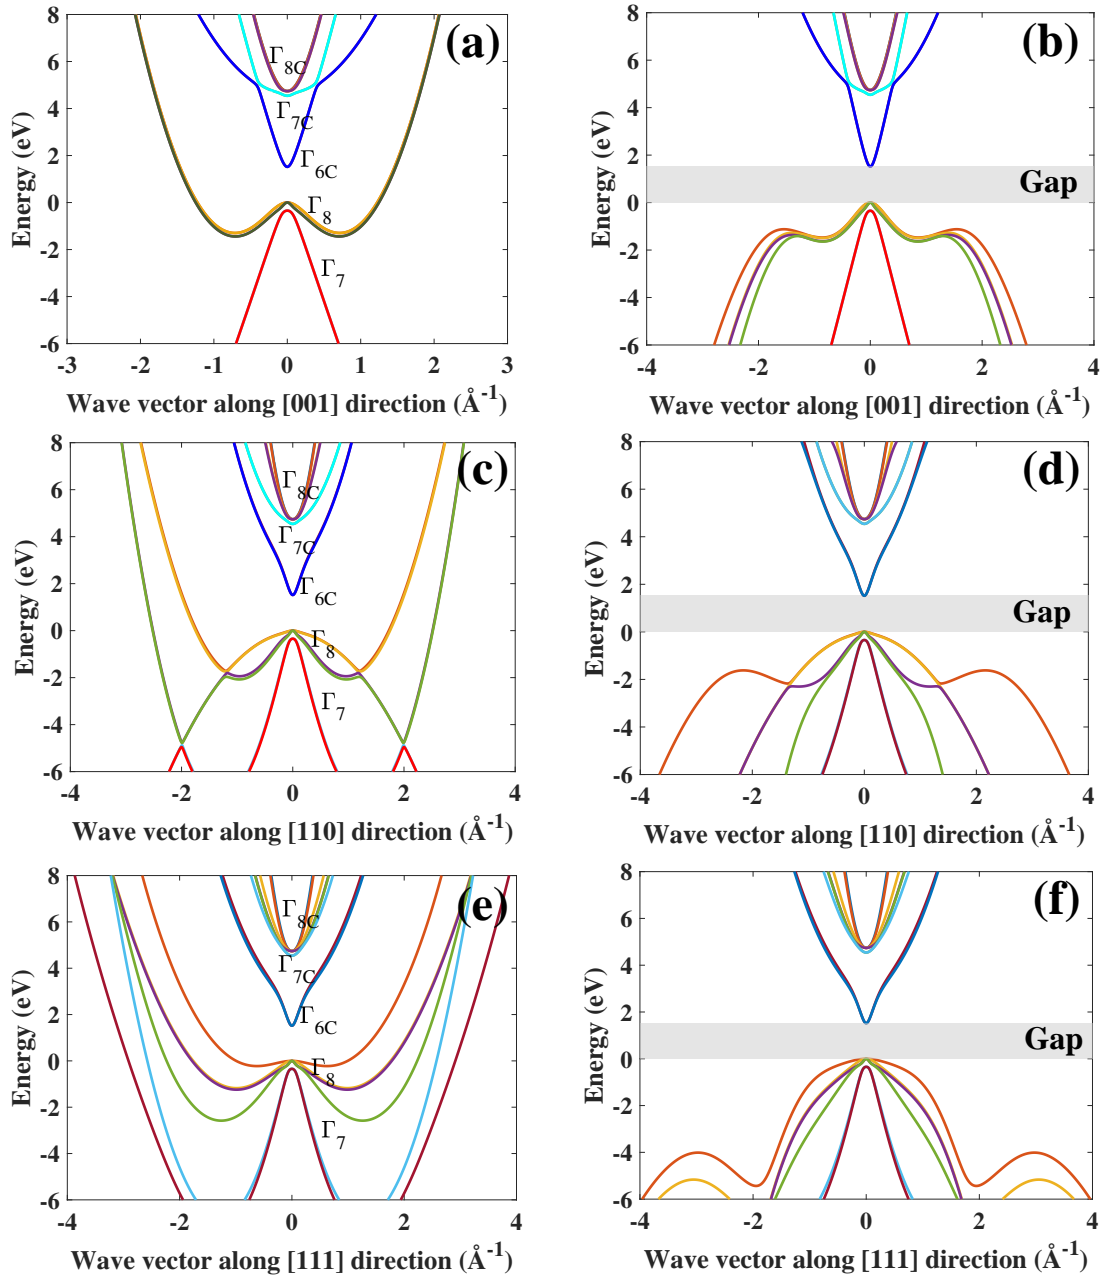 (a)
Energy (eV)
8
6
4
2
0
-2
-4
-6
Γ8C
Γ7C
Γ6C
Γ8
Γ7
-3 -2 -1 0 1 2 3
Wave vector along [001] direction (Å-1)
(b)
Energy (eV)
8
6
4
2
0
-2
-4
-6
Gap
-4 -2 0 2 4
Wave vector along [001] direction (Å-1)
(c)
Energy (eV)
8
6
4
2
0
-2
-4
-6
Γ8C
Γ7C
Γ6C
Γ8
Γ7
-4 -2 0 2 4
Wave vector along [110] direction (Å-1)
(d)
Energy (eV)
8
6
4
2
0
-2
-4
-6
Gap
-4 -2 0 2 4
Wave vector along [110] direction (Å-1)
(e)
Energy (eV)
8
6
4
2
0
-2
-4
-6
Γ8C
Γ7C
Γ6C
Γ8
Γ7
-4 -2 0 2 4
Wave vector along [111] direction (Å-1)
(f)
Energy (eV)
8
6
4
2
0
-2
-4
-6
Gap
-4 -2 0 2 4
Wave vector along [111] direction (Å-1)